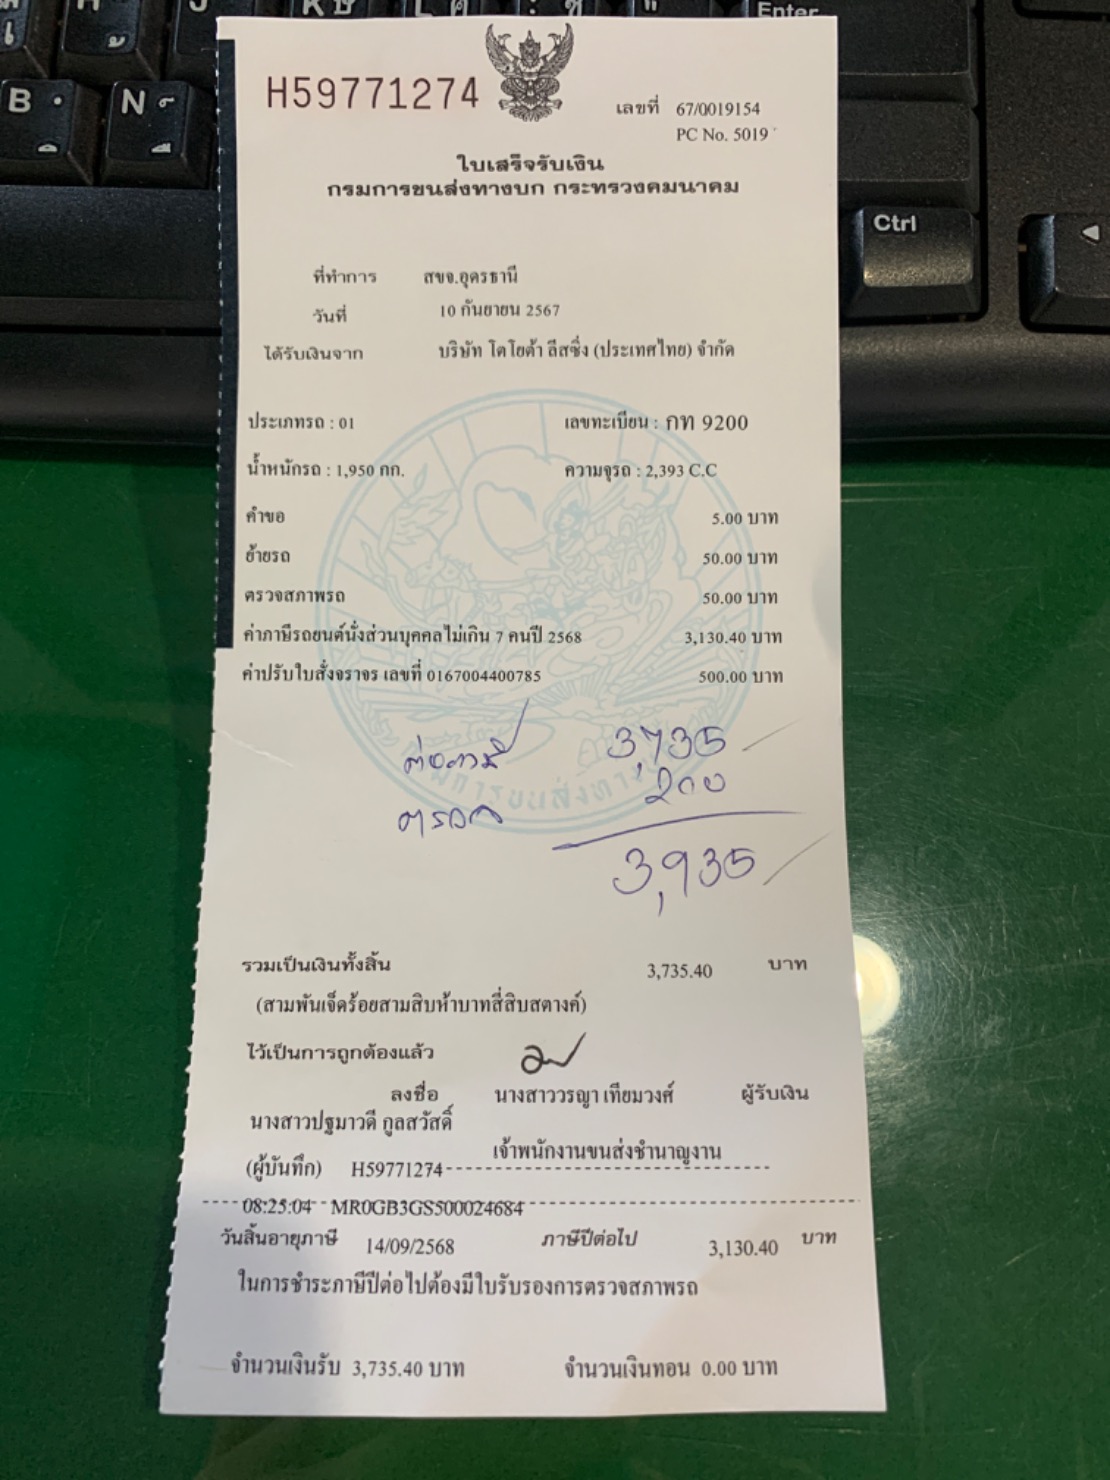 H59771274
เลขที่ 67/0019154
PC No. 5019
ใบเสร็จรับเงิน
กรมการขนส่งทางบก กระทรวงคมนาคม
ที่ทำการ สขจ.อุดรธานี
วันที่ 10 กันยายน 2567
ได้รับเงินจาก บริษัท โตโยต้า ลีสซิ่ง (ประเทศไทย) จำกัด
ประเภทรถ : 01 เลขทะเบียน : กท 9200
น้ำหนักรถ : 1,950 กก. ความจุรถ : 2,393 C.C
คำขอ 5.00 บาท
ย้ายรถ 50.00 บาท
ตรวจสภาพรถ 50.00 บาท
ค่าภาษีรถยนต์นั่งส่วนบุคคลไม่เกิน 7 คนปี 2568 3,130.40 บาท
ค่าปรับใบสั่งจราจร เลขที่ 0167004400785 500.00 บาท
ต่อภาษี 3,735
ตรวจ 200
3,935
รวมเป็นเงินทั้งสิ้น 3,735.40 บาท
(สามพันเจ็ดร้อยสามสิบห้าบาทสี่สิบสตางค์)
ไว้เป็นการถูกต้องแล้ว
ลงชื่อ นางสาววรญา เทียมวงศ์ ผู้รับเงิน
นางสาวปฐมาวดี กูลสวัสดิ์
เจ้าพนักงานขนส่งชำนาญงาน
(ผู้บันทึก) H59771274
08:25:04 MR0GB3GS500024684
วันสิ้นอายุภาษี 14/09/2568 ภาษีปีต่อไป 3,130.40 บาท
ในการชำระภาษีปีต่อไปต้องมีใบรับรองการตรวจสภาพรถ
จำนวนเงินรับ 3,735.40 บาท จำนวนเงินทอน 0.00 บาท
Enter
B
N
Ctrl